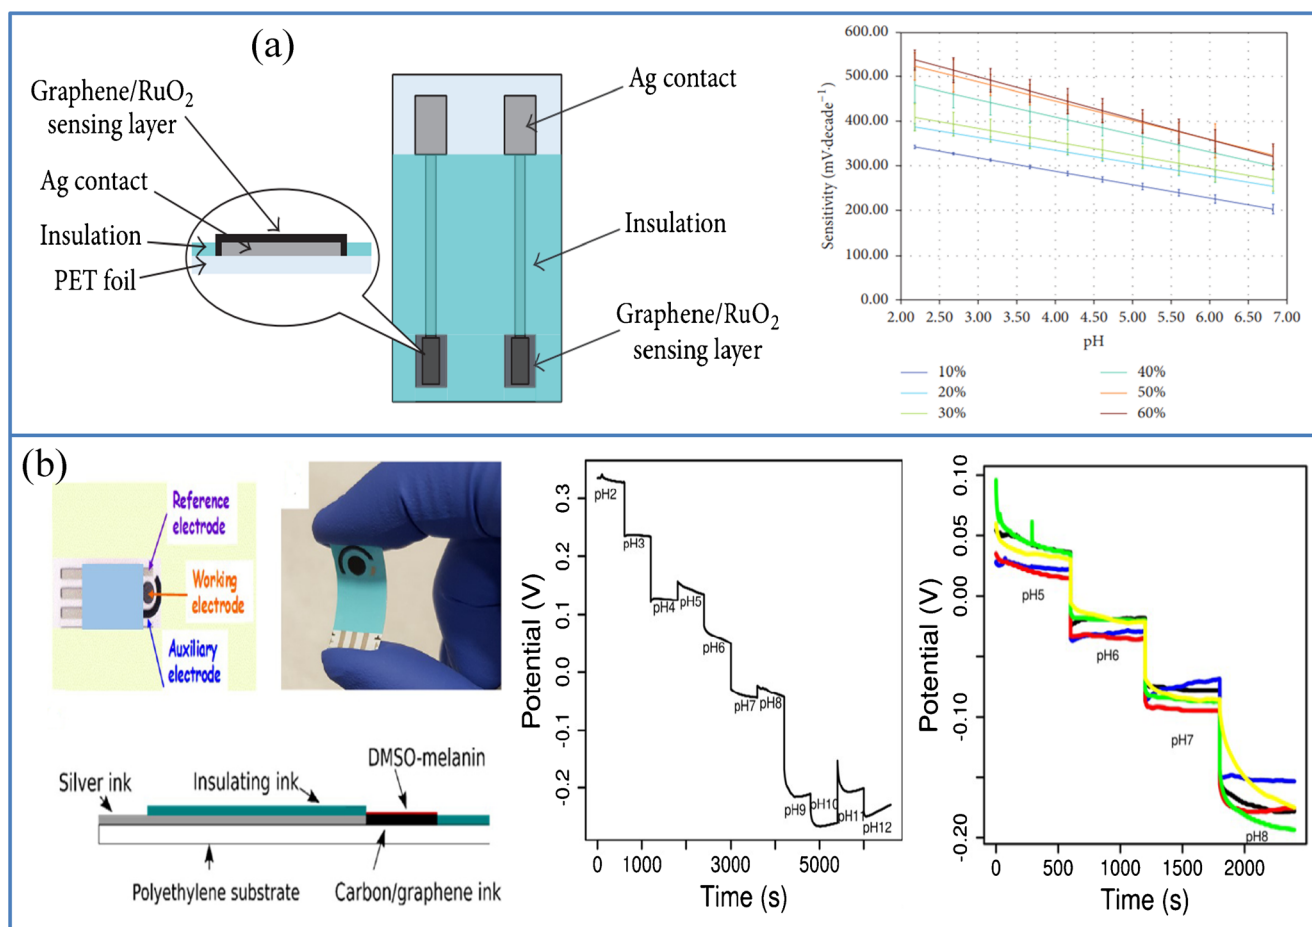 (a)
Graphene/RuO2
sensing layer
Ag contact
Insulation
PET foil
Ag contact
Insulation
Graphene/RuO2
sensing layer
600.00
500.00
400.00
300.00
200.00
100.00
0.00
Sensitivity (mV·decade−1)
2.00 2.50 3.00 3.50 4.00 4.50 5.00 5.50 6.00 6.50 7.00
pH
10% 40%
20% 50%
30% 60%
(b)
Reference
electrode
Working
electrode
Auxiliary
electrode
Silver ink
Insulating ink
DMSO-melanin
Polyethylene substrate
Carbon/graphene ink
Potential (V)
0.3
0.2
0.1
0.0
-0.1
-0.2
pH2
pH3
pH4
pH5
pH6
pH7
pH8
pH9
pH10
pH11
pH12
0 1000 3000 5000
Time (s)
Potential (V)
0.10
0.05
0.00
-0.10
-0.20
pH5
pH6
pH7
pH8
0 500 1000 1500 2000
Time (s)